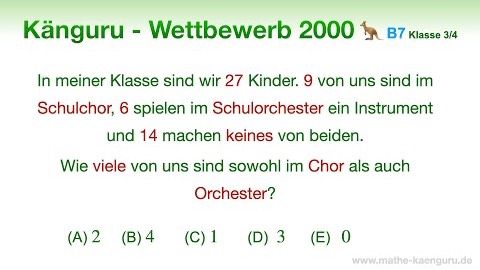 Känguru - Wettbewerb 2000 🦘 B7 Klasse 3/4
In meiner Klasse sind wir 27 Kinder. 9 von uns sind im
Schulchor, 6 spielen im Schulorchester ein Instrument
und 14 machen keines von beiden.
Wie viele von uns sind sowohl im Chor als auch
Orchester?
(A) 2 (B) 4 (C) 1 (D) 3 (E) 0
www.mathe-kaenguru.de